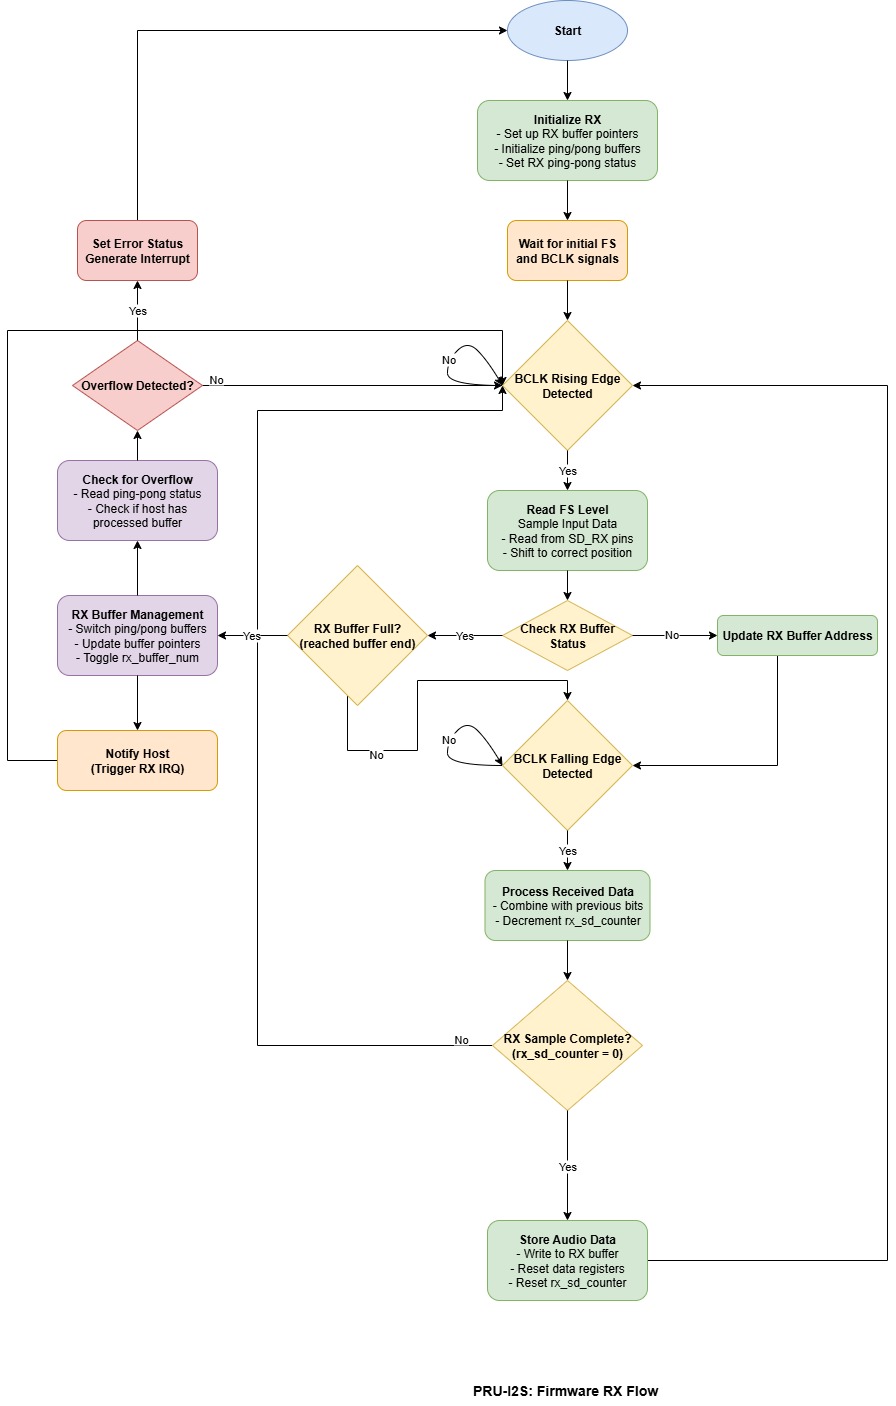 Start
Initialize RX
- Set up RX buffer pointers
- Initialize ping/pong buffers
- Set RX ping-pong status
Set Error Status
Generate Interrupt
Wait for initial FS
and BCLK signals
Yes
Overflow Detected?
No
No
BCLK Rising Edge
Detected
Yes
Check for Overflow
- Read ping-pong status
- Check if host has
processed buffer
Read FS Level
Sample Input Data
- Read from SD_RX pins
- Shift to correct position
RX Buffer Management
- Switch ping/pong buffers
- Update buffer pointers
- Toggle rx_buffer_num
Yes
RX Buffer Full?
(reached buffer end)
Yes
Check RX Buffer
Status
No
Update RX Buffer Address
No
Notify Host
(Trigger RX IRQ)
No
BCLK Falling Edge
Detected
Yes
Process Received Data
- Combine with previous bits
- Decrement rx_sd_counter
No
RX Sample Complete?
(rx_sd_counter = 0)
Yes
Store Audio Data
- Write to RX buffer
- Reset data registers
- Reset rx_sd_counter
PRU-I2S: Firmware RX Flow